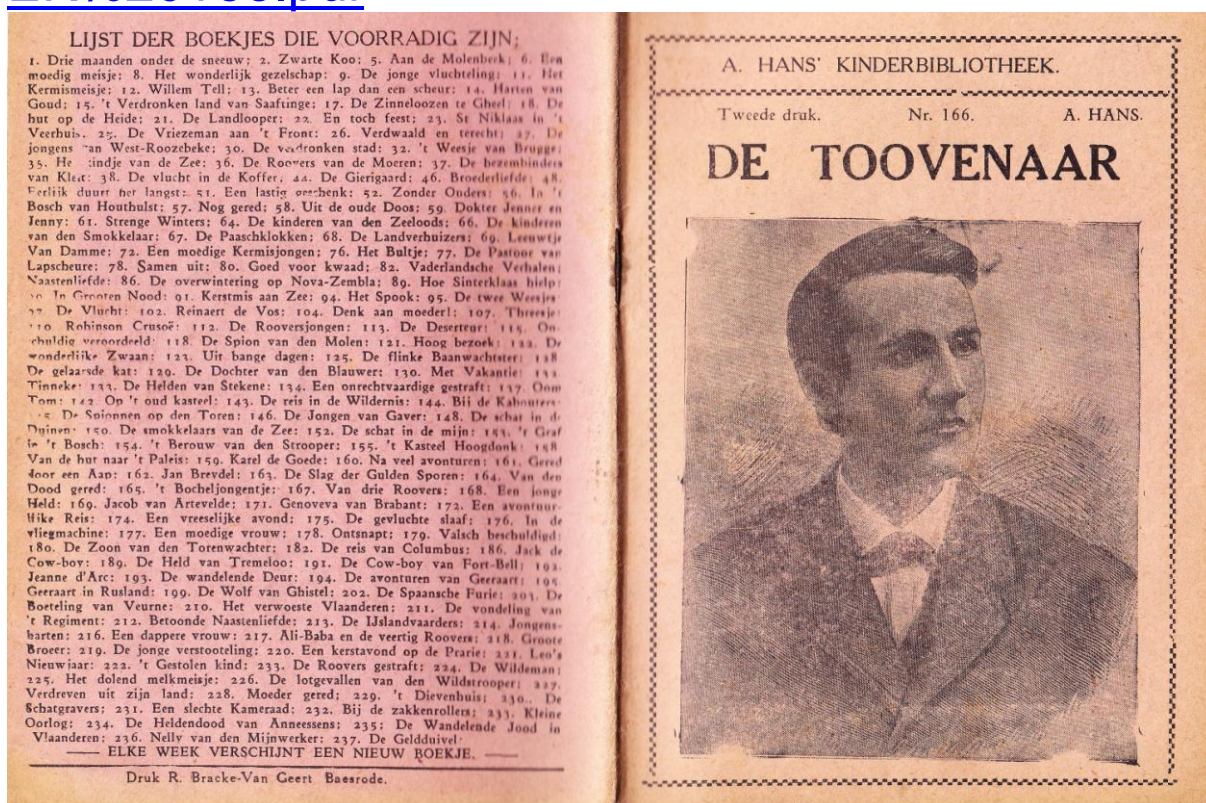 LIJST DER BOEKJES DIE VOORRADIG ZIJN:
1. Drie maanden onder de sneeuw; 2. Zwarte Koo; 5. Aan de Molenbeek; 6. Een
moedig meisje; 8. Het wonderlijk gezelschap: 9. De jonge vluchteling; 11. Het
Kermismeisje; 12. Willem Tell; 13. Beter een lap dan een scheur; 14. Harten van
Goud; 15. 't Verdronken land van Saaftinge; 17. De Zinneloozen te Gheel; 18. De
hut op de Heide; 21. De Landlooper; 22. En toch feest; 23. St Niklaas in 't
Veerhuis. 25. De Vriezeman aan 't Front; 26. Verdwaald en terecht; 27. De
jongens van West-Roozebeke; 30. De verdronken stad; 32. 't Weesje van Brugge;
35. He kindje van de Zee; 36. De Roovers van de Moeren; 37. De bezembinders
van Kleit; 38. De vlucht in de Koffer, 44. De Gierigaard; 46. Broederliefde; 48.
Eerlijk duurt het langst; 51. Een lastig geschenk; 52. Zonder Ouders; 56. In 't
Bosch van Houthulst; 57. Nog gered; 58. Uit de oude Doos; 59. Dokter Jenner en
Jenny; 61. Strenge Winters; 64. De kinderen van den Zeeloods; 66. De kinderen
van den Smokkelaar; 67. De Paaschklokken; 68. De Landverhuizers; 69. Leeuwtje
Van Damme; 72. Een moedige Kermisjongen; 76. Het Bultje; 77. De Pastoor van
Lapscheure; 78. Samen uit; 80. Goed voor kwaad; 82. Vaderlandsche Verhalen;
Naastenliefde; 86. De overwintering op Nova-Zembla; 89. Hoe Sinterklaas hielp;
90. In Grooten Nood; 91. Kerstmis aan Zee; 94. Het Spook; 95. De twee Weesjes
De Vlucht; 102. Reinaert de Vos; 104. Denk aan moeder!; 107. Threesje
110 Robinson Crusoë; 112. De Rooversjongen; 113. De Deserteur; 115. On-
schuldig veroordeeld; 118. De Spion van den Molen; 121. Hoog bezoek; 122. De
wonderlijke Zwaan; 123. Uit bange dagen; 125. De flinke Baanwachtster; 128
De gelaarsde kat; 129. De Dochter van den Blauwer; 130. Met Vakantie; 132
Tinneke; 133. De Helden van Stekene; 134. Een onrechtvaardige gestraft; 137. Oom
Tom; 142 Op 't oud kasteel; 143. De reis in de Wildernis; 144. Bij de Kabouters
De Spionnen op den Toren; 146. De Jongen van Gaver; 148. De schat in de
Duinen; 150. De smokkelaars van de Zee; 152. De schat in de mijn; 153. 't Graf
in 't Bosch; 154. 't Berouw van den Strooper; 155. 't Kasteel Hoogdonk; 158
Van de hut naar 't Paleis; 159. Karel de Goede; 160. Na veel avonturen; 161. Gered
door een Aap; 162. Jan Breydel; 163. De Slag der Gulden Sporen; 164. Van den
Dood gered; 165. 't Bocheljongentje; 167. Van drie Roovers; 168. Een jonge
Held; 169. Jacob van Artevelde; 171. Genoveva van Brabant; 172. Een avontuur-
lijke Reis; 174. Een vreeselijke avond; 175. De gevluchte slaaf; 176. In de
vliegmachine; 177. Een moedige vrouw; 178. Ontsnapt; 179. Valsch beschuldigd;
180. De Zoon van den Torenwachter; 182. De reis van Columbus; 186. Jack de
Cow-boy; 189. De Held van Tremeloo; 191. De Cow-boy van Fort-Bell; 192.
Jeanne d'Arc; 193. De wandelende Deur; 194. De avonturen van Geeraart; 195.
Geeraart in Rusland; 199. De Wolf van Ghistel; 202. De Spaansche Furie; 203. De
Boeteling van Veurne; 210. Het verwoeste Vlaanderen; 211. De vondeling van
't Regiment; 212. Betoonde Naastenliefde; 213. De IJslandvaarders; 214. Jongens-
harten; 216. Een dappere vrouw; 217. Ali-Baba en de veertig Roovers; 218. Groote
Broer; 219. De jonge verstooteling; 220. Een kerstavond op de Prarie; 221. Leo's
Nieuwjaar; 222. 't Gestolen kind; 233. De Roovers gestraft; 224. De Wildeman;
225. Het dolend melkmeisje; 226. De lotgevallen van den Wildstrooper; 227.
Verdreven uit zijn land; 228. Moeder gered; 229. 't Dievenhuis; 230.. De
Schatgravers; 231. Een slechte Kameraad; 232. Bij de zakkenrollers; 233. Kleine
Oorlog; 234. De Heldendood van Anneessens; 235; De Wandelende Jood in
Vlaanderen; 236. Nelly van den Mijnwerker; 237. De Geldduivel
— ELKE WEEK VERSCHIJNT EEN NIEUW BOEKJE. —
Druk R. Bracke-Van Geert Baesrode.
A. HANS' KINDERBIBLIOTHEEK.
Tweede druk. Nr. 166. A. HANS.
DE TOOVENAAR